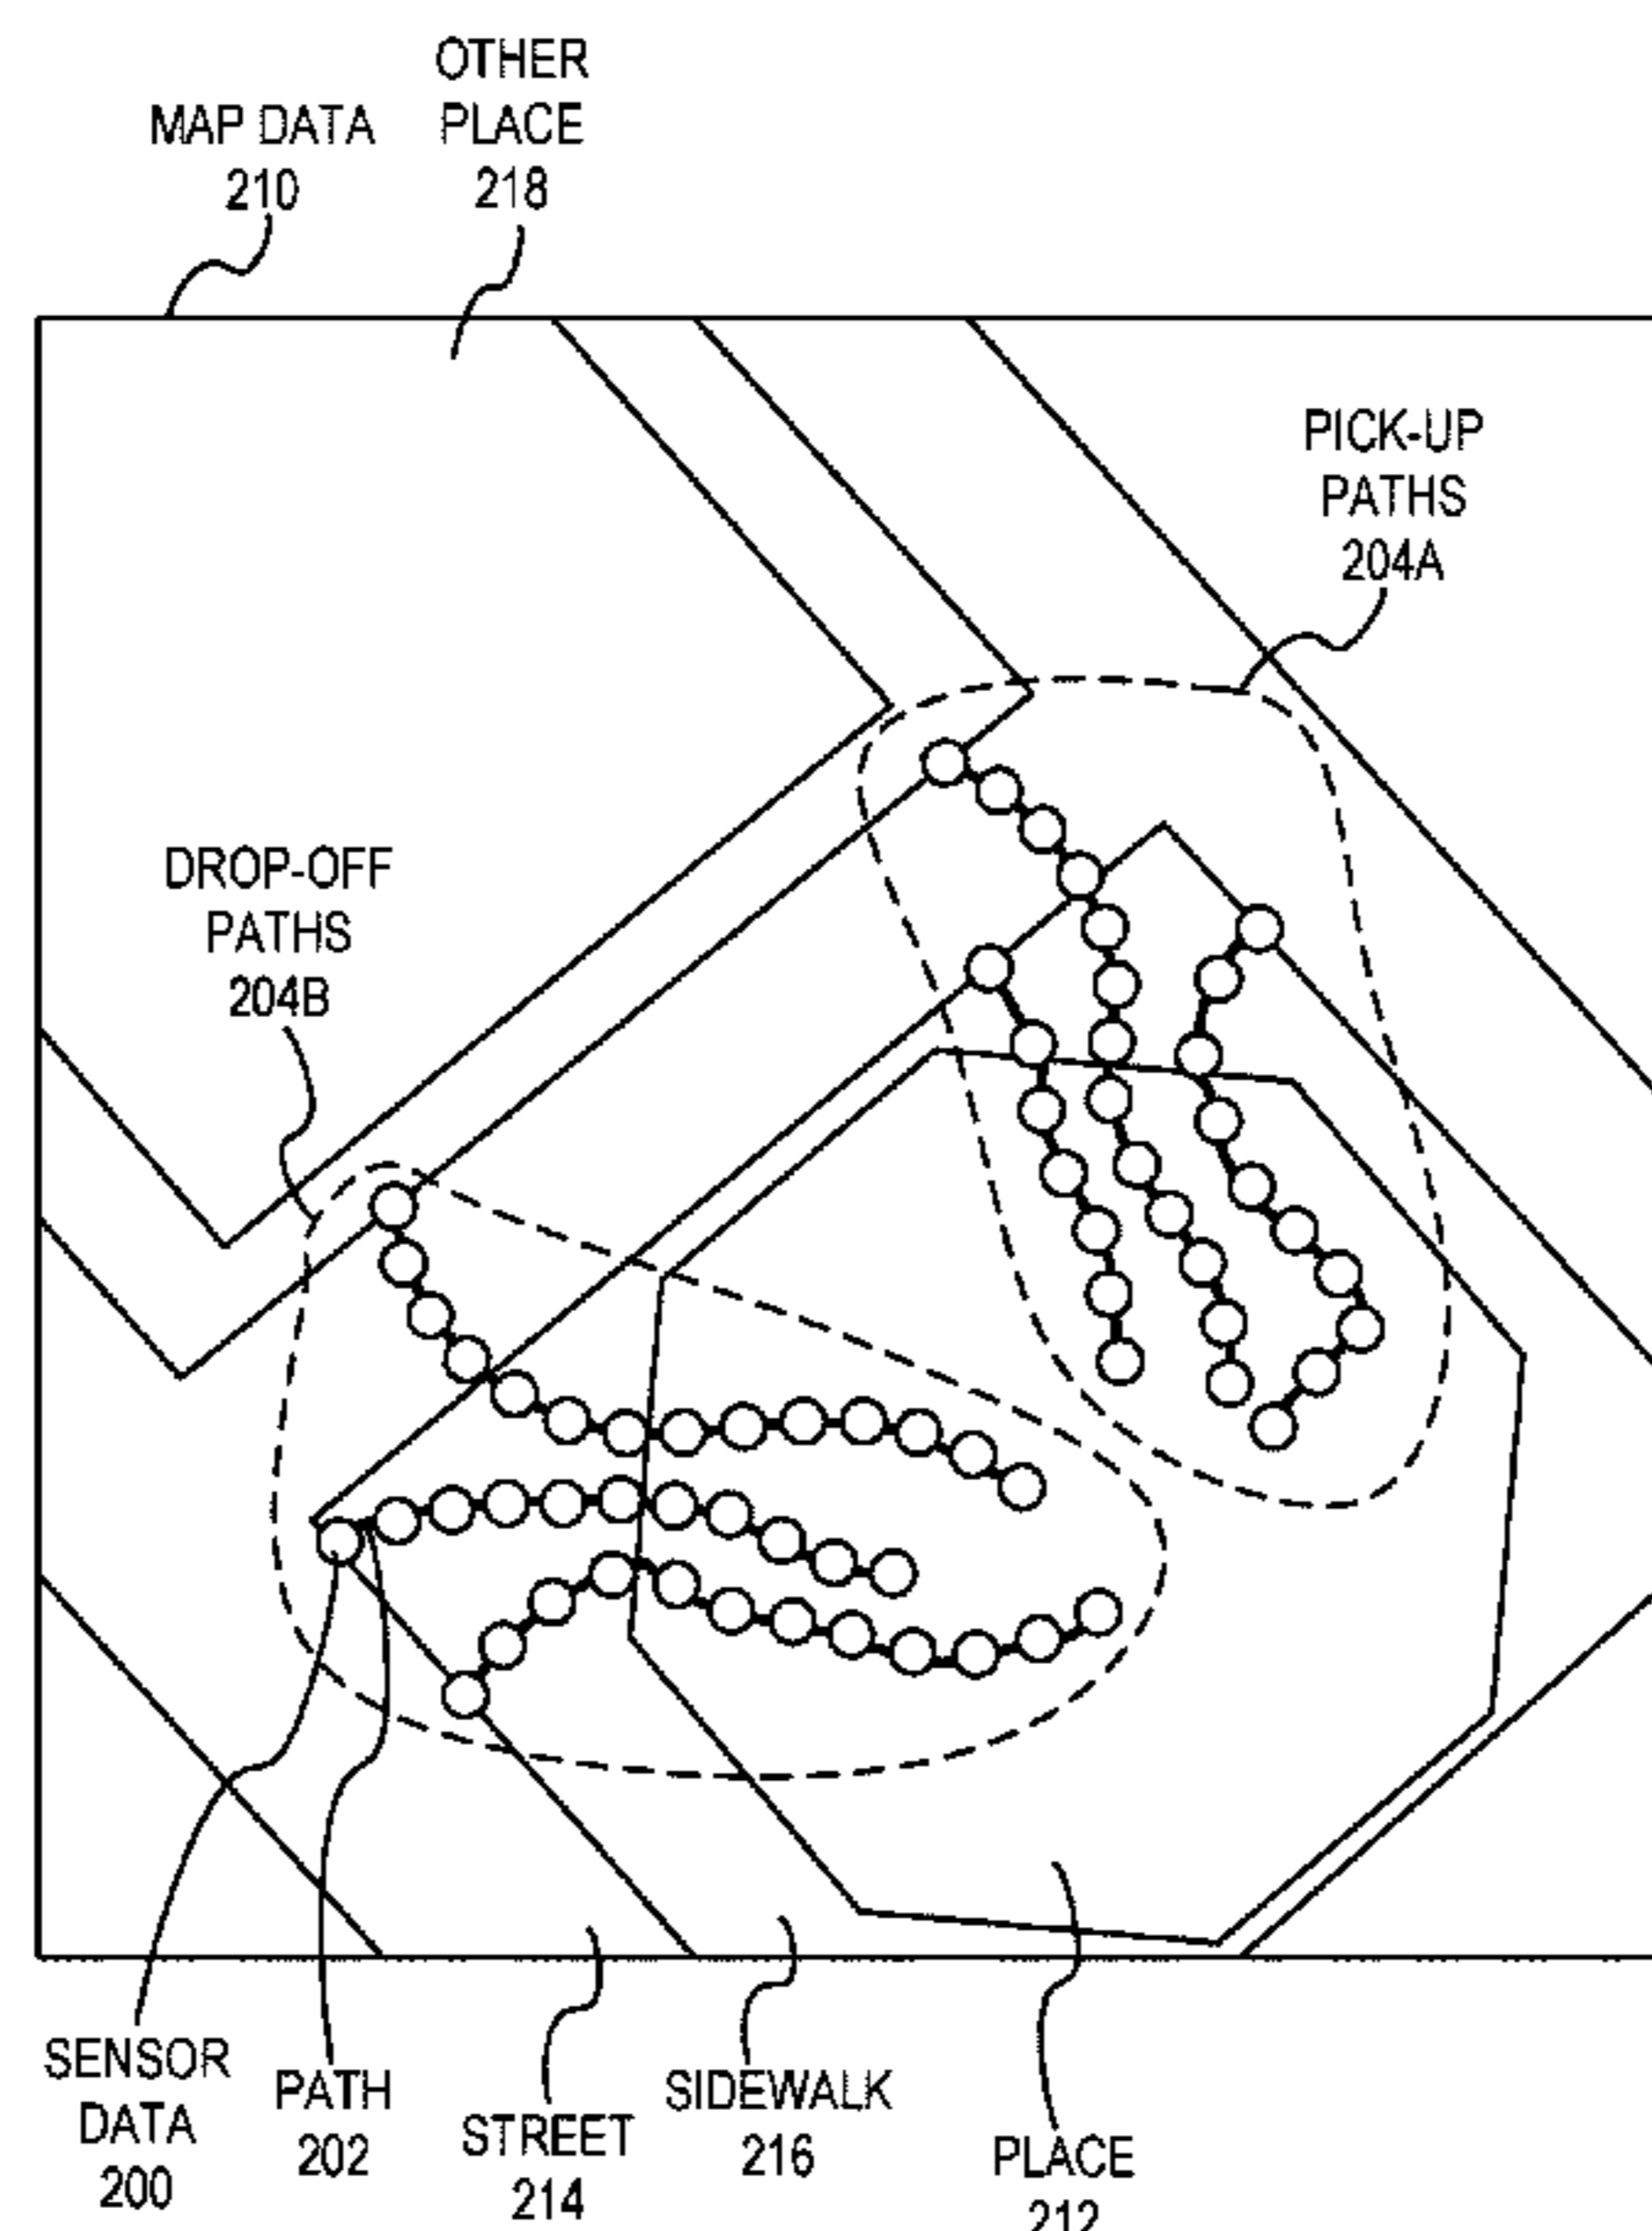 OTHER
PLACE
218
MAP DATA
210
PICK-UP
PATHS
204A
DROP-OFF
PATHS
204B
SENSOR
DATA
200
PATH
202
STREET
214
SIDEWALK
216
PLACE
212